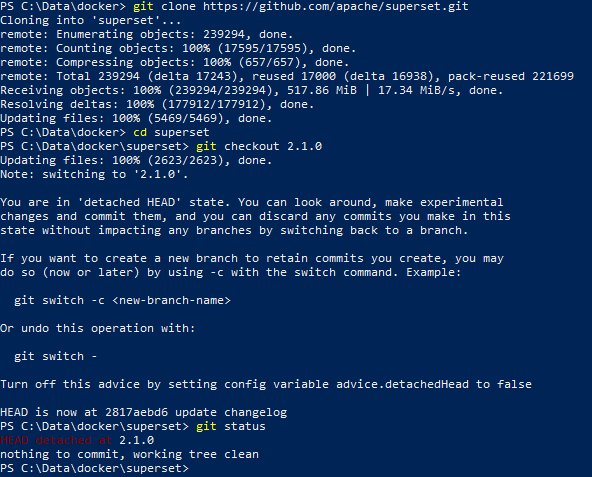 PS C:\Data\docker> git clone https://github.com/apache/superset.git
Cloning into 'superset'...
remote: Enumerating objects: 239294, done.
remote: Counting objects: 100% (17595/17595), done.
remote: Compressing objects: 100% (657/657), done.
remote: Total 239294 (delta 17243), reused 17000 (delta 16938), pack-reused 221699
Receiving objects: 100% (239294/239294), 517.86 MiB | 17.34 MiB/s, done.
Resolving deltas: 100% (177912/177912), done.
Updating files: 100% (5469/5469), done.
PS C:\Data\docker> cd superset
PS C:\Data\docker\superset> git checkout 2.1.0
Updating files: 100% (2623/2623), done.
Note: switching to '2.1.0'.

You are in 'detached HEAD' state. You can look around, make experimental
changes and commit them, and you can discard any commits you make in this
state without impacting any branches by switching back to a branch.

If you want to create a new branch to retain commits you create, you may
do so (now or later) by using -c with the switch command. Example:

  git switch -c <new-branch-name>

Or undo this operation with:

  git switch -

Turn off this advice by setting config variable advice.detachedHead to false

HEAD is now at 2817aebd6 update changelog
PS C:\Data\docker\superset> git status
HEAD detached at 2.1.0
nothing to commit, working tree clean
PS C:\Data\docker\superset>